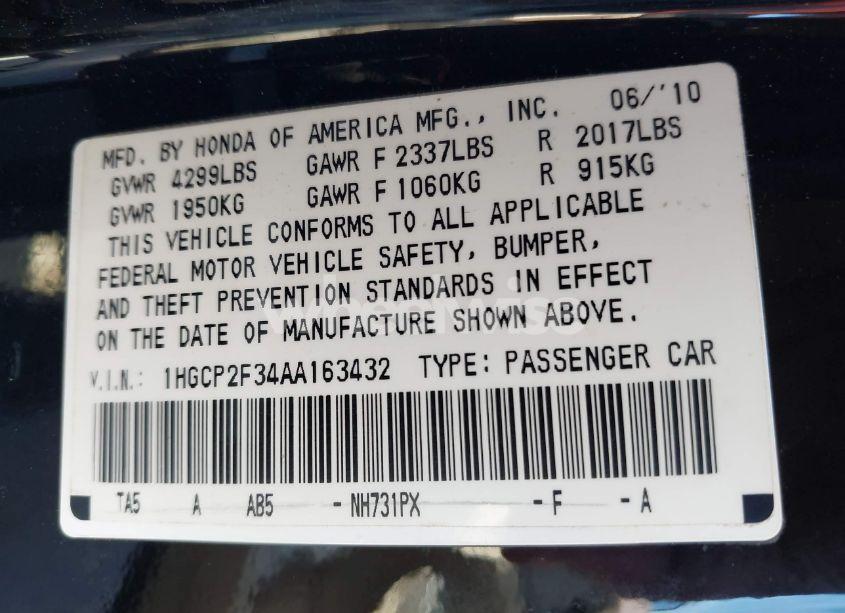 MFD. BY HONDA OF AMERICA MFG., INC. 06/'10
GVWR 4299LBS GAWR F 2337LBS R 2017LBS
GVWR 1950KG GAWR F 1060KG R 915KG
THIS VEHICLE CONFORMS TO ALL APPLICABLE
FEDERAL MOTOR VEHICLE SAFETY, BUMPER,
AND THEFT PREVENTION STANDARDS IN EFFECT
ON THE DATE OF MANUFACTURE SHOWN ABOVE.
V.I.N.: 1HGCP2F34AA163432 TYPE: PASSENGER CAR
TA5 A AB5 - NH731PX - F - A